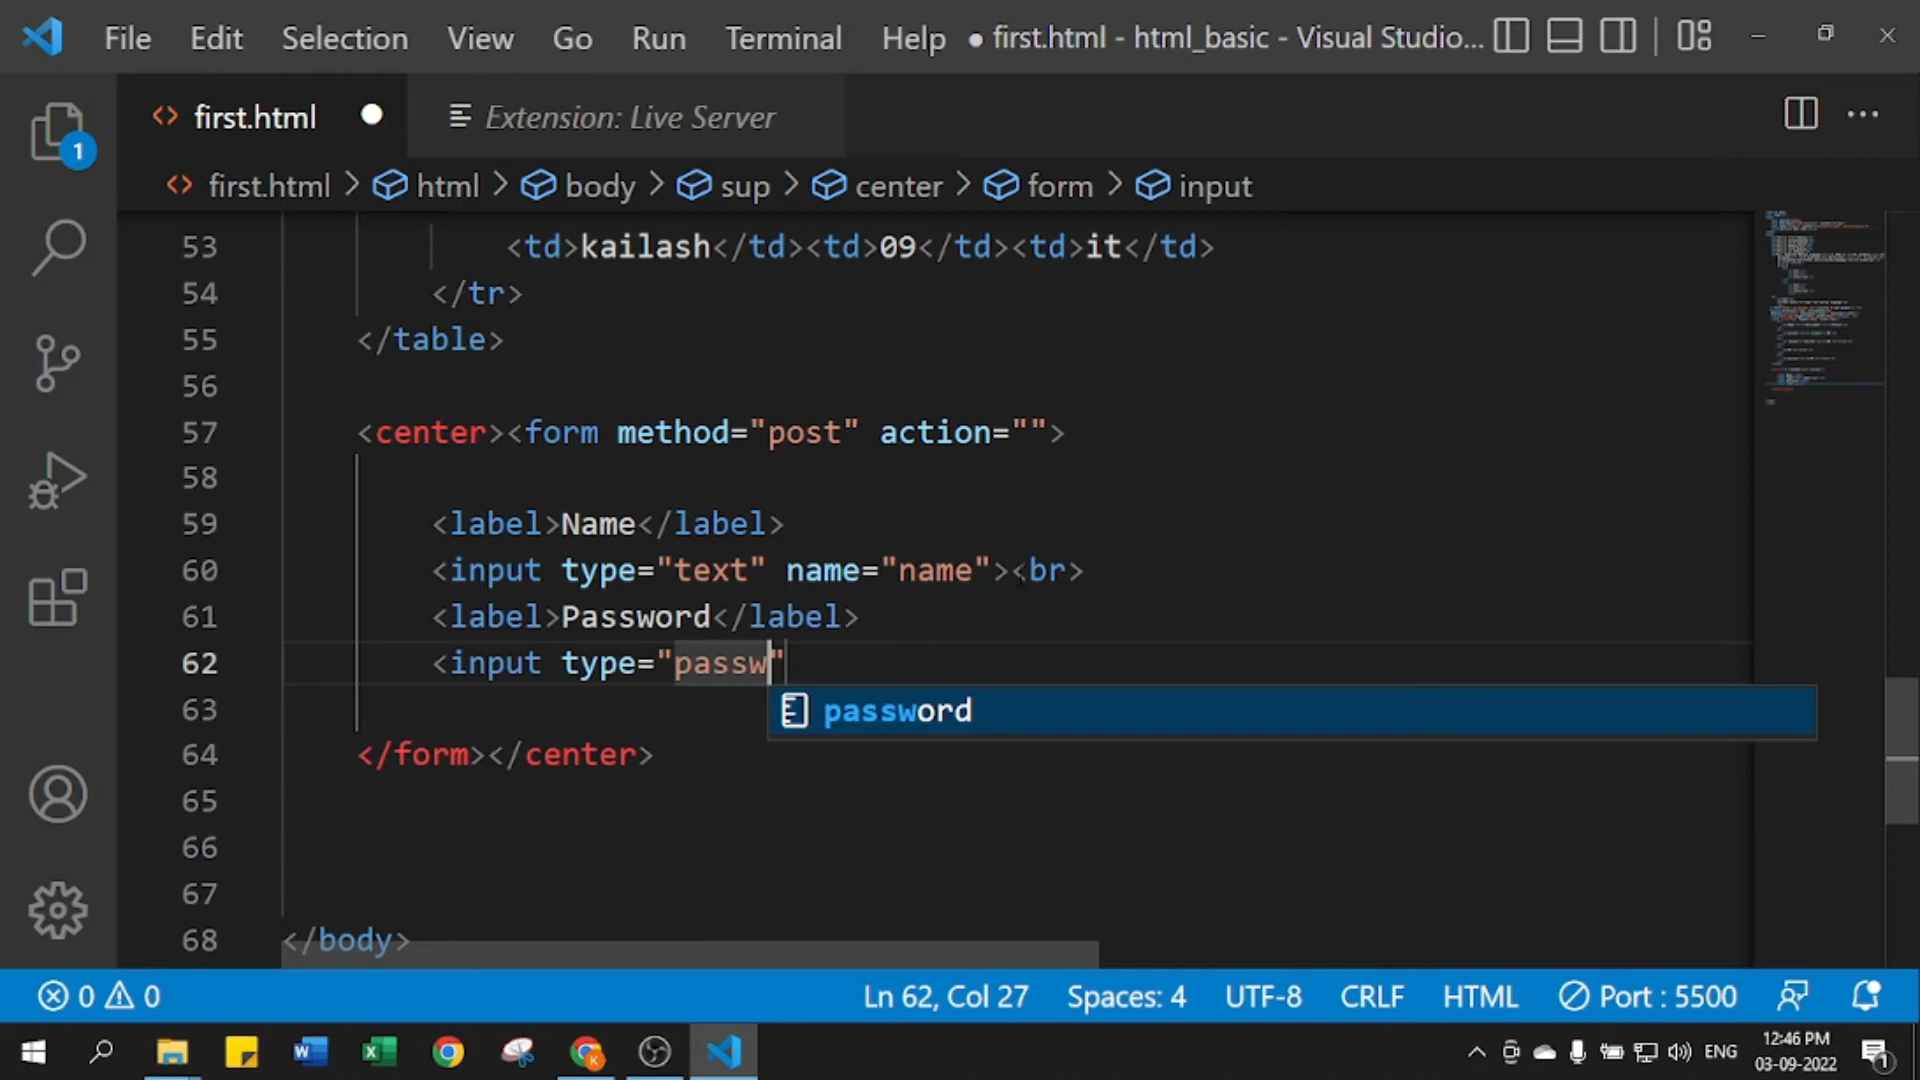 File Edit Selection View Go Run Terminal Help ● first.html - html_basic - Visual Studio...
first.html ● Extension: Live Server
1
first.html > html > body > sup > center > form > input
53 <td>kailash</td><td>09</td><td>it</td>
54 </tr>
55 </table>
56
57 <center><form method="post" action="">
58
59 <label>Name</label>
60 <input type="text" name="name"><br>
61 <label>Password</label>
62 <input type="passw"
password
63
64 </form></center>
65
66
67
68 </body>
0 0 Ln 62, Col 27 Spaces: 4 UTF-8 CRLF HTML Port : 5500
ENG 12:46 PM
03-09-2022 1